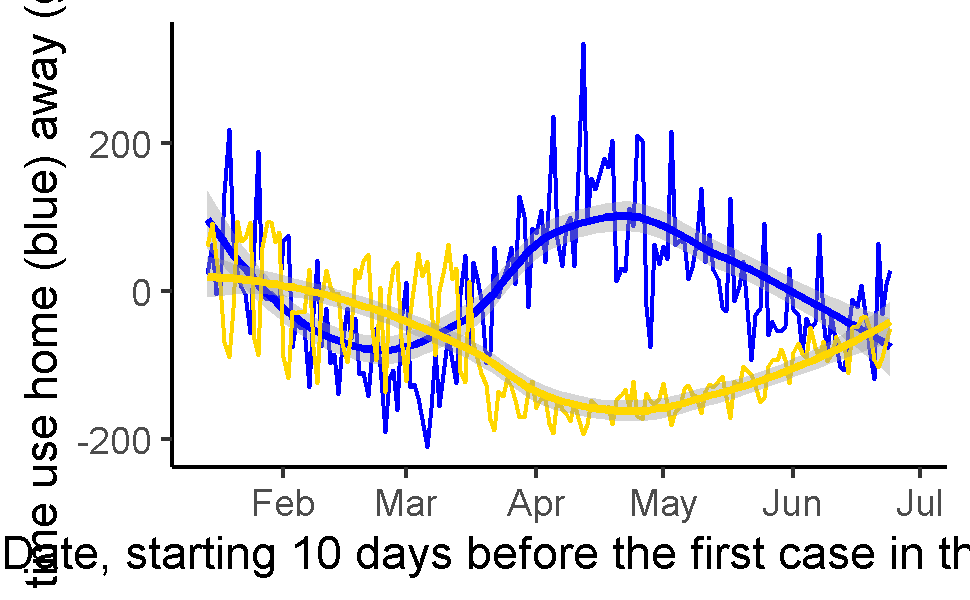 time use home (blue) away (
200
0
-200
Feb Mar Apr May Jun Jul
Date, starting 10 days before the first case in th